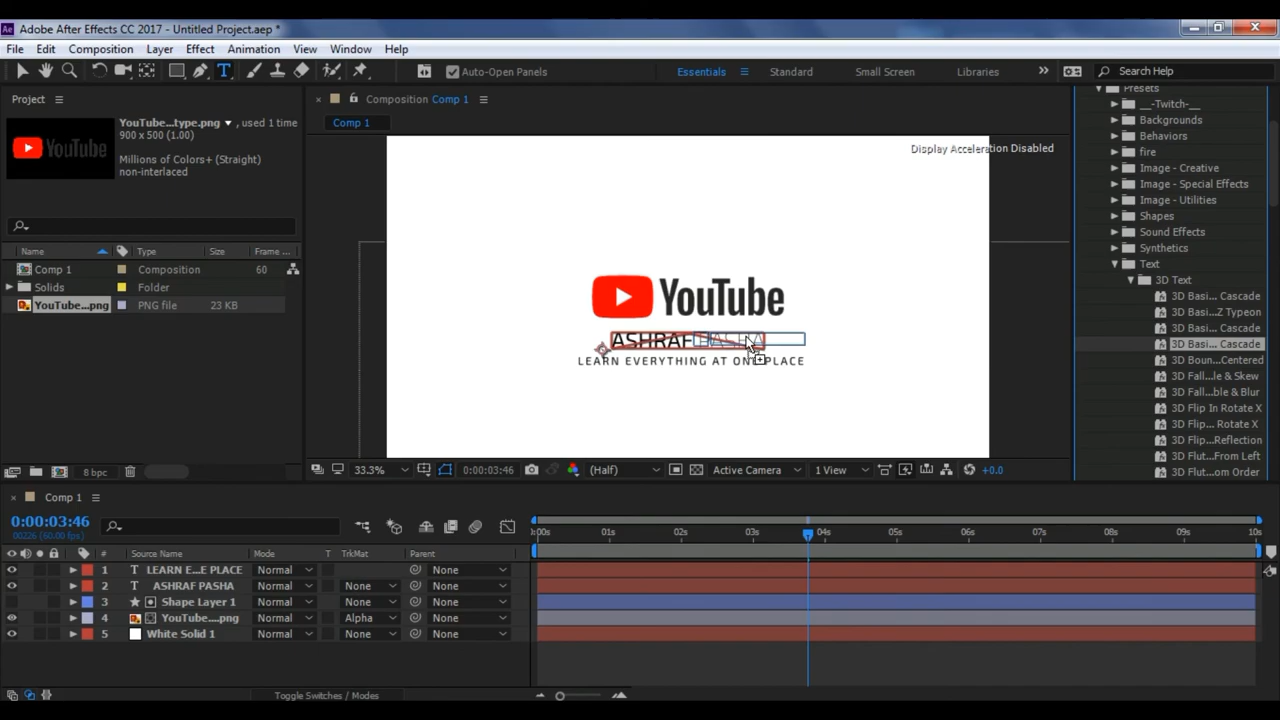 Adobe After Effects CC 2017 - Untitled Project.aep *
File Edit Composition Layer Effect Animation View Window Help
Auto-Open Panels Essentials Standard Small Screen Libraries Search Help
Project
YouTube...type.png , used 1 time
900 x 500 (1.00)
Millions of Colors+ (Straight)
non-interlaced
YouTube
Name Type Size Frame ...
Comp 1 Composition 60
Solids Folder
YouTube...png PNG file 23 KB
8 bpc
Composition Comp 1
Comp 1
Display Acceleration Disabled
YouTube
ASHRAF PASHA
LEARN EVERYTHING AT ONE PLACE
33.3% 0:00:03:46 (Half) Active Camera 1 View +0.0
Presets
__-Twitch-__
Backgrounds
Behaviors
fire
Image - Creative
Image - Special Effects
Image - Utilities
Shapes
Sound Effects
Synthetics
Text
3D Text
3D Basi... Cascade
3D Basi...Z Typeon
3D Basi... Cascade
3D Basi... Cascade
3D Boun...Centered
3D Fall...le & Skew
3D Fall...ble & Blur
3D Flip In Rotate X
3D Flip... Rotate X
3D Flip...Reflection
3D Flut...From Left
3D Flut...om Order
Comp 1
0:00:03:46
00226 (60.00 fps)
:00s 01s 02s 03s 04s 05s 06s 07s 08s 09s 10s
# Source Name Mode T TrkMat Parent
1 T LEARN E...E PLACE Normal None
2 T ASHRAF PASHA Normal None None
3 Shape Layer 1 Normal None None
4 YouTube....png Normal Alpha None
5 White Solid 1 Normal None None
Toggle Switches / Modes